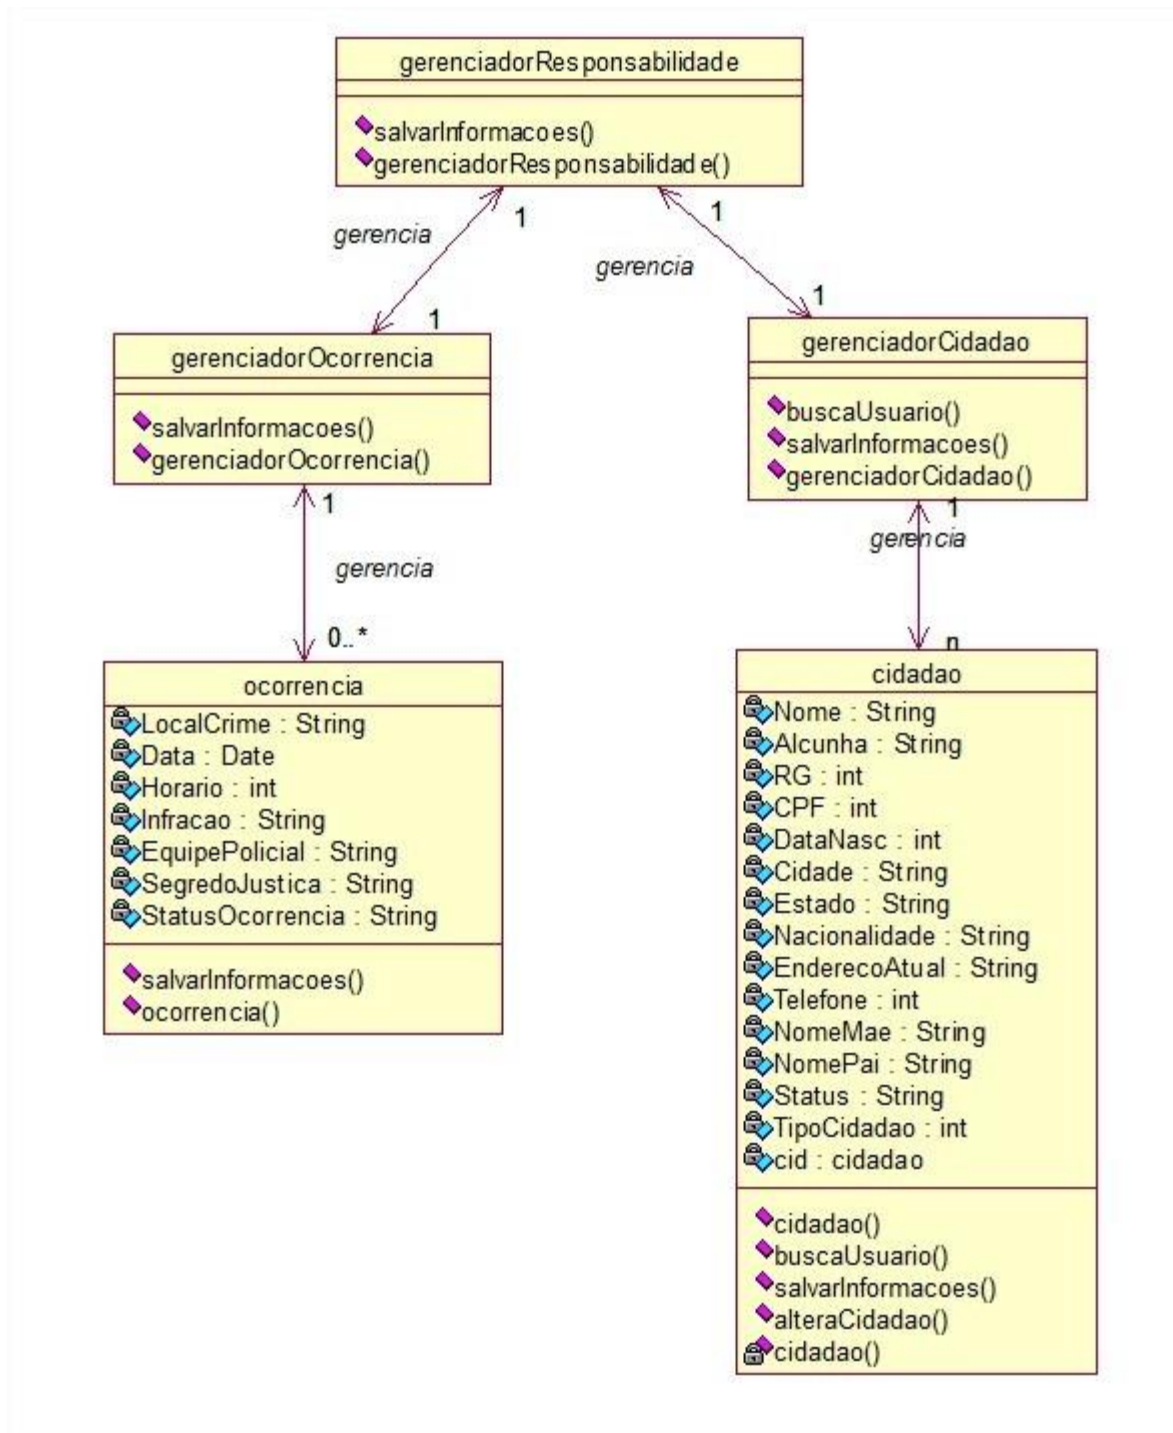 gerenciadorResponsabilidade
salvarInformacoes()
gerenciadorResponsabilidade()
1
1
gerencia
gerencia
1
1
gerenciadorOcorrencia
salvarInformacoes()
gerenciadorOcorrencia()
gerenciadorCidadao
buscaUsuario()
salvarInformacoes()
gerenciadorCidadao()
1
gerencia
0..*
1
gerencia
n
ocorrencia
LocalCrime : String
Data : Date
Horario : int
Infracao : String
EquipePolicial : String
SegredoJustica : String
StatusOcorrencia : String
salvarInformacoes()
ocorrencia()
cidadao
Nome : String
Alcunha : String
RG : int
CPF : int
DataNasc : int
Cidade : String
Estado : String
Nacionalidade : String
EnderecoAtual : String
Telefone : int
NomeMae : String
NomePai : String
Status : String
TipoCidadao : int
cid : cidadao
cidadao()
buscaUsuario()
salvarInformacoes()
alteraCidadao()
cidadao()